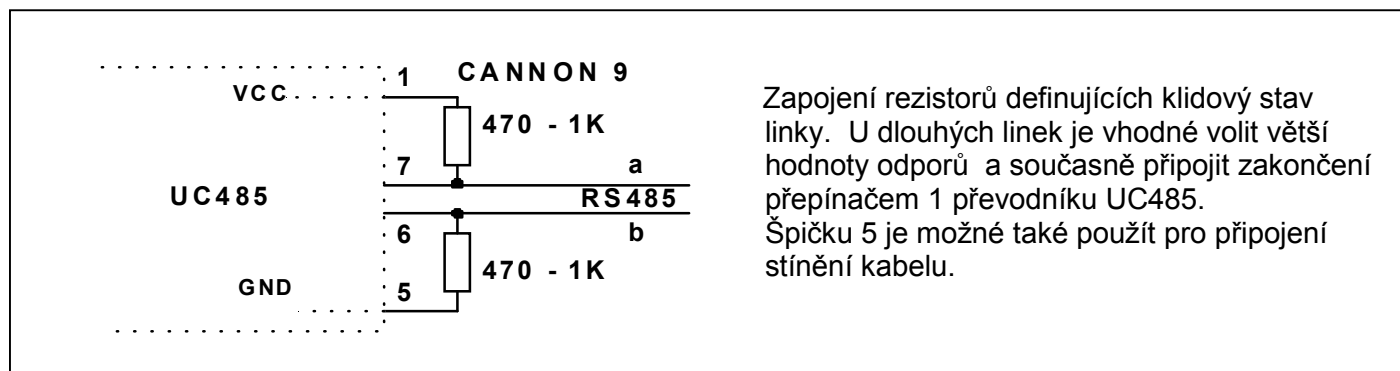 1 CANNON 9
VCC
470 - 1K
7 a
UC485 RS485
6 b
470 - 1K
GND 5
Zapojení rezistorů definujících klidový stav
linky. U dlouhých linek je vhodné volit větší
hodnoty odporů a současně připojit zakončení
přepínačem 1 převodníku UC485.
Špičku 5 je možné také použít pro připojení
stínění kabelu.